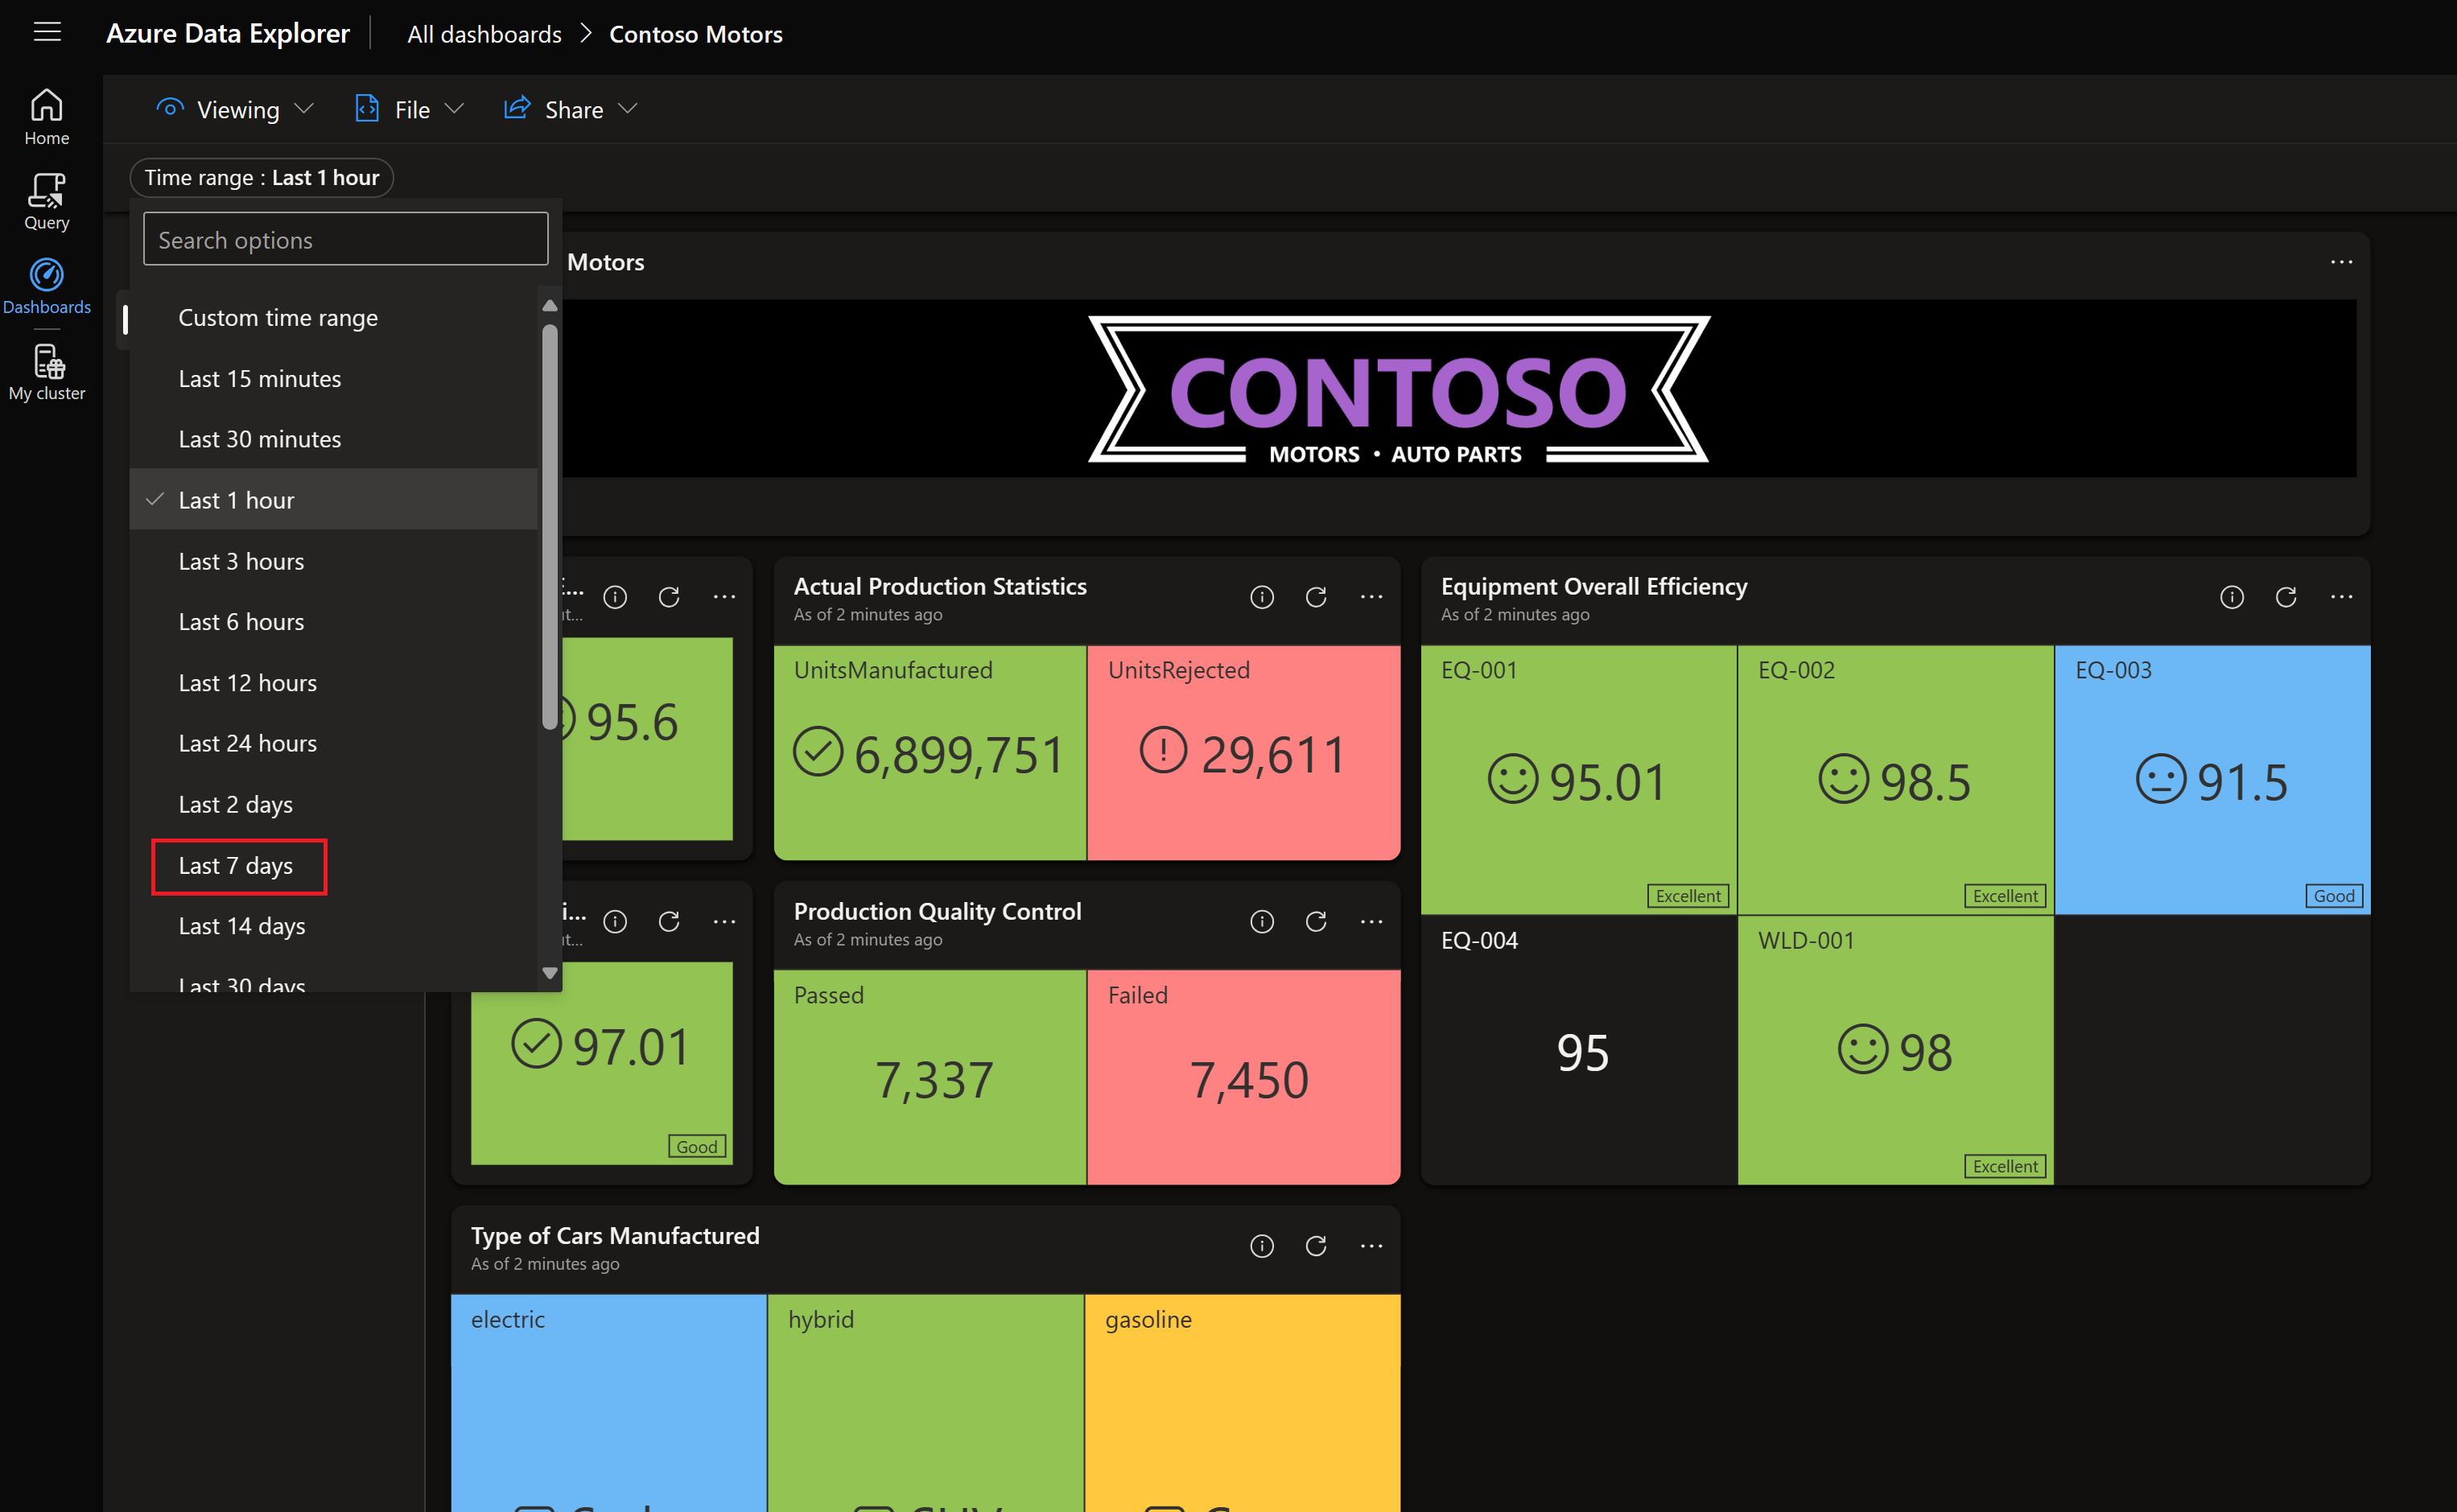 Azure Data Explorer
All dashboards
Contoso Motors
Home
Query
Dashboards
My cluster
Viewing
File
Share
Time range : Last 1 hour
Search options
Custom time range
Last 15 minutes
Last 30 minutes
Last 1 hour
Last 3 hours
Last 6 hours
Last 12 hours
Last 24 hours
Last 2 days
Last 7 days
Last 14 days
Last 30 days
Motors
CONTOSO
MOTORS • AUTO PARTS
95.6
Actual Production Statistics
As of 2 minutes ago
UnitsManufactured
6,899,751
UnitsRejected
29,611
Equipment Overall Efficiency
As of 2 minutes ago
EQ-001
95.01
Excellent
EQ-002
98.5
Excellent
EQ-003
91.5
Good
EQ-004
95
WLD-001
98
Excellent
97.01
Good
Production Quality Control
As of 2 minutes ago
Passed
7,337
Failed
7,450
Type of Cars Manufactured
As of 2 minutes ago
electric
hybrid
gasoline